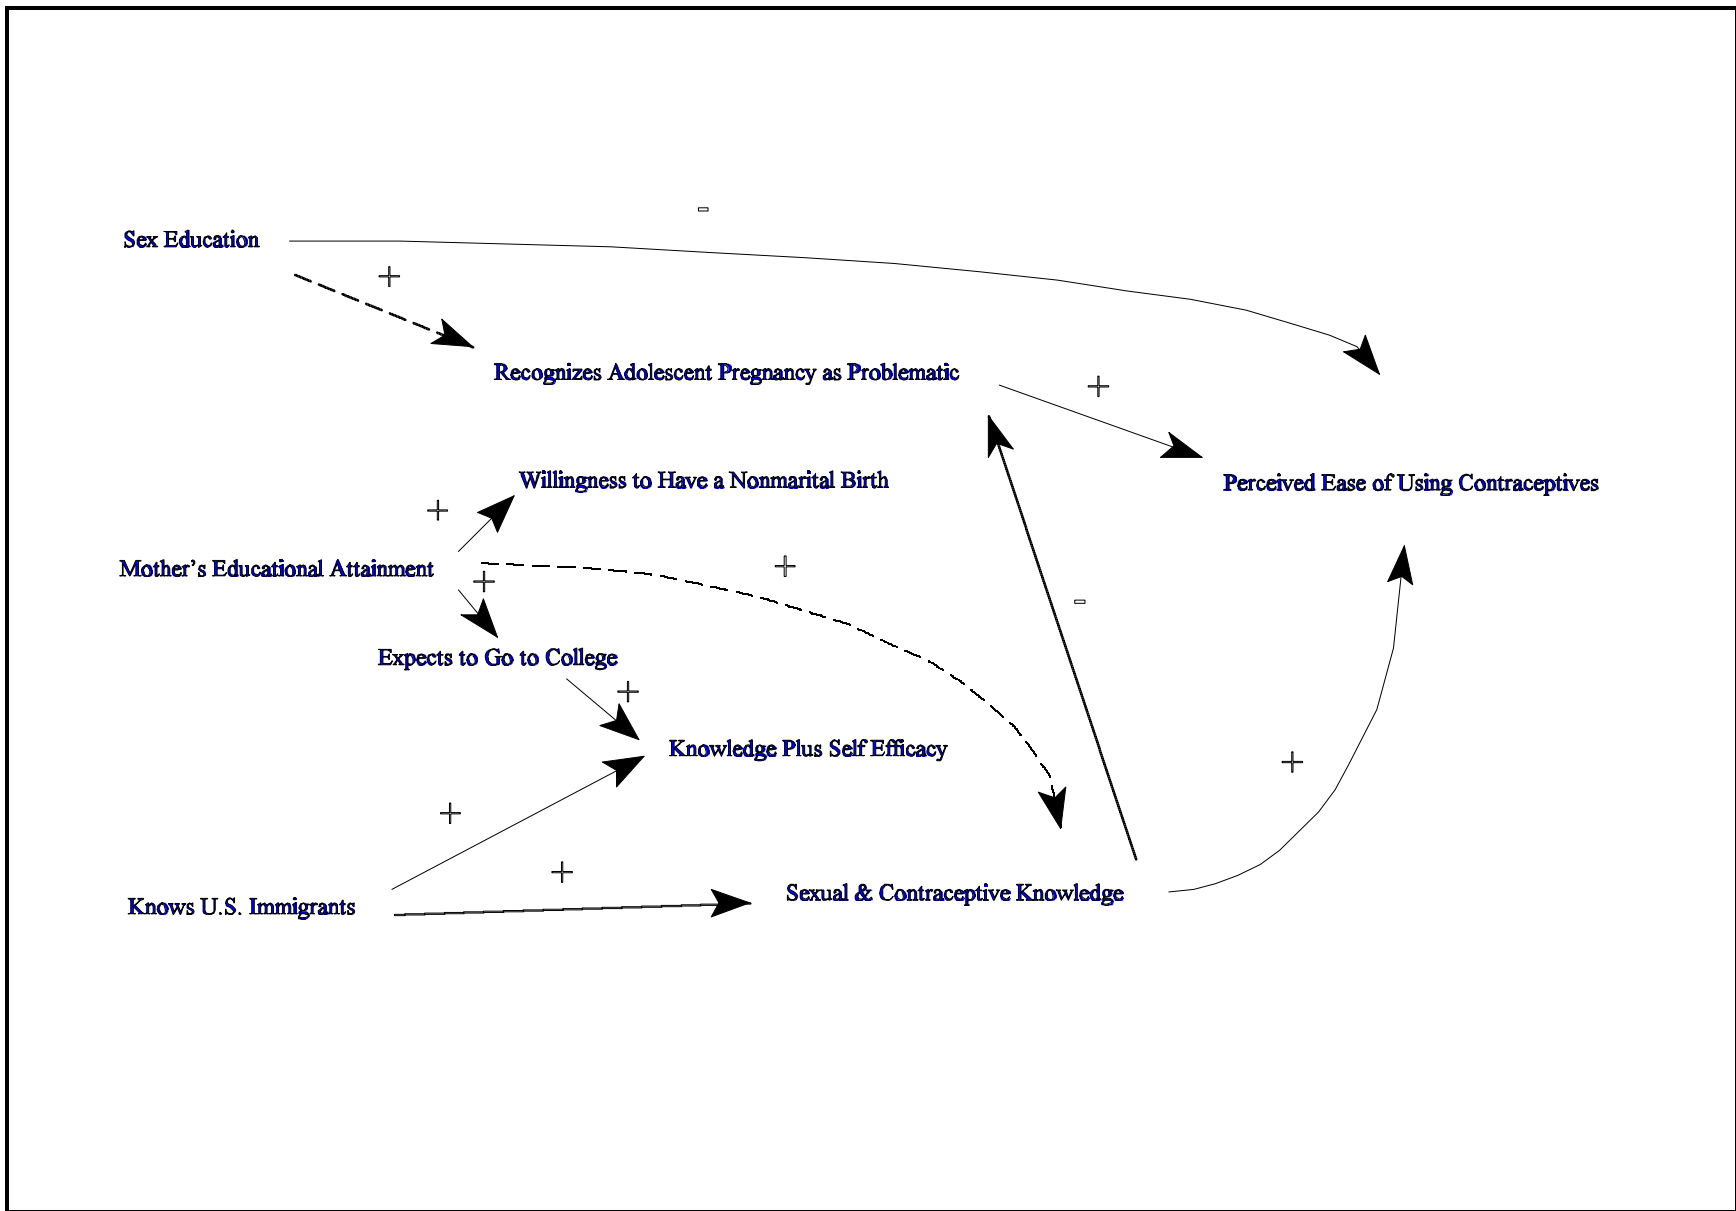 -
Sex Education
+
Recognizes Adolescent Pregnancy as Problematic
+
Willingness to Have a Nonmarital Birth
Perceived Ease of Using Contraceptives
+
Mother's Educational Attainment
+
+
-
Expects to Go to College
+
Knowledge Plus Self Efficacy
+
+
+
Sexual & Contraceptive Knowledge
Knows U.S. Immigrants